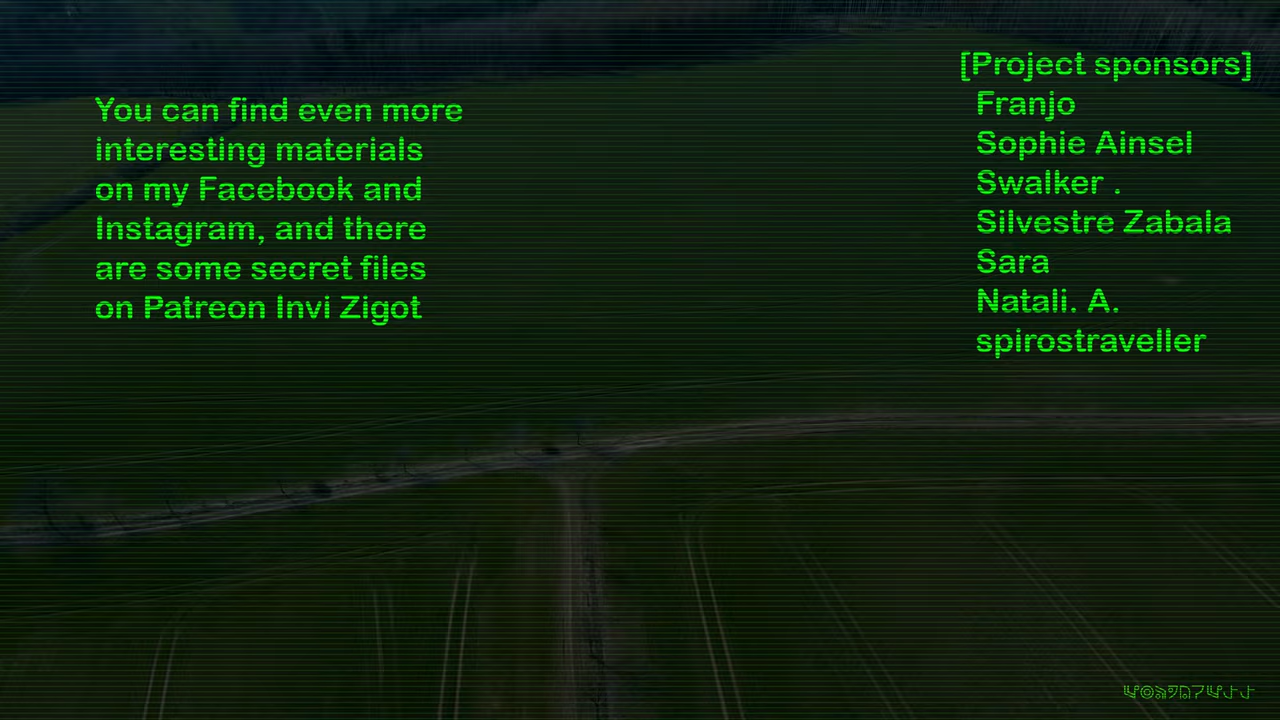 You can find even more
interesting materials
on my Facebook and
Instagram, and there
are some secret files
on Patreon Invi Zigot
[Project sponsors]
Franjo
Sophie Ainsel
Swalker .
Silvestre Zabala
Sara
Natali. A.
spirostraveller